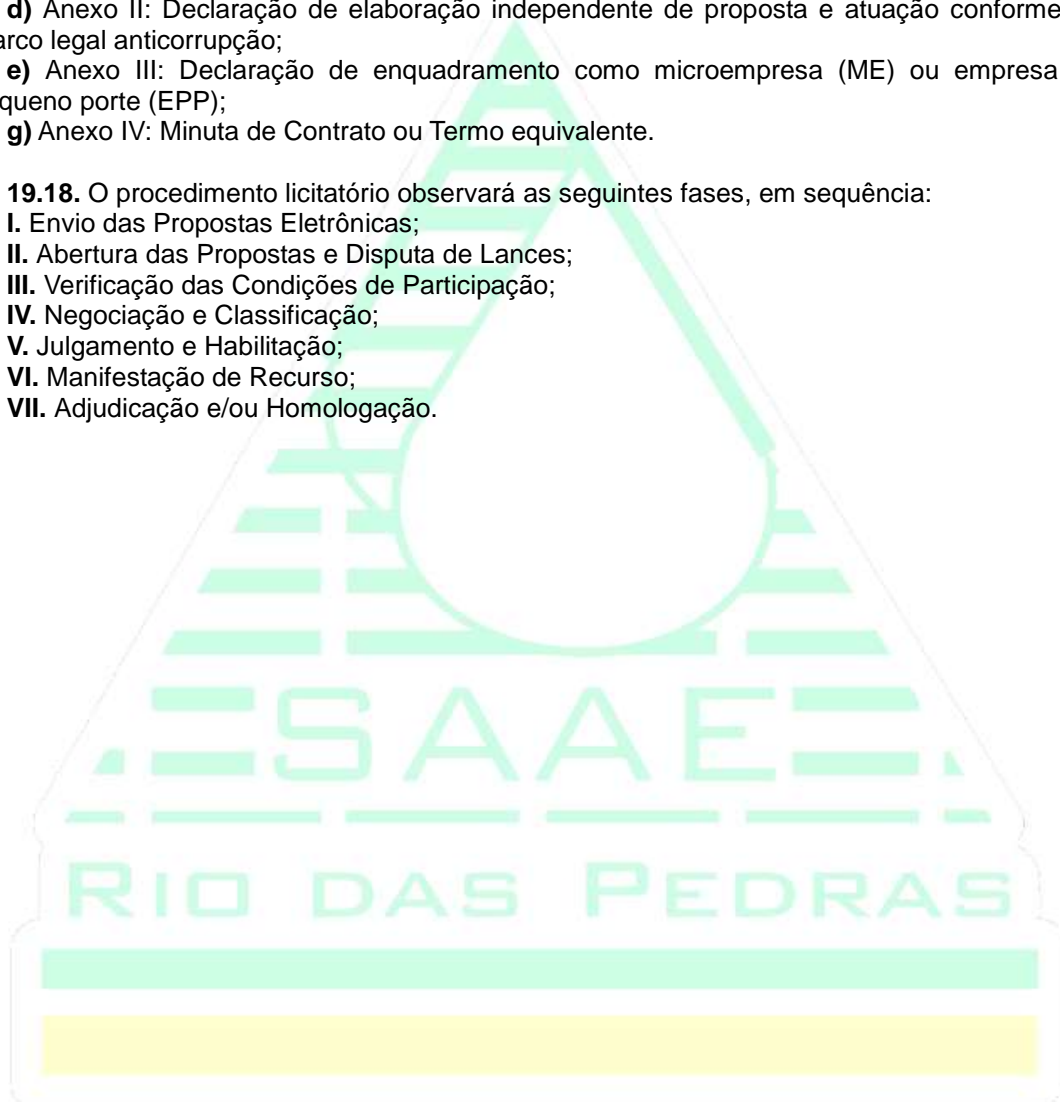 d) Anexo II: Declaração de elaboração independente de proposta e atuação conforme
arco legal anticorrupção;
e) Anexo III: Declaração de enquadramento como microempresa (ME) ou empresa
queno porte (EPP);
g) Anexo IV: Minuta de Contrato ou Termo equivalente.
19.18. O procedimento licitatório observará as seguintes fases, em sequência:
I. Envio das Propostas Eletrônicas;
II. Abertura das Propostas e Disputa de Lances;
III. Verificação das Condições de Participação;
IV. Negociação e Classificação;
V. Julgamento e Habilitação;
VI. Manifestação de Recurso;
VII. Adjudicação e/ou Homologação.
SAAE
RIO DAS PEDRAS